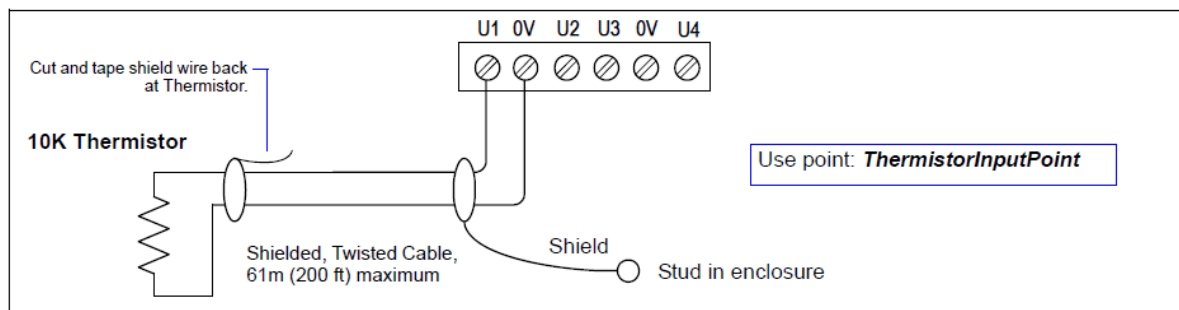 U1 0V U2 U3 0V U4
Cut and tape shield wire back
at Thermistor.
10K Thermistor
Use point: ThermistorInputPoint
Shielded, Twisted Cable,
61m (200 ft) maximum
Shield
Stud in enclosure